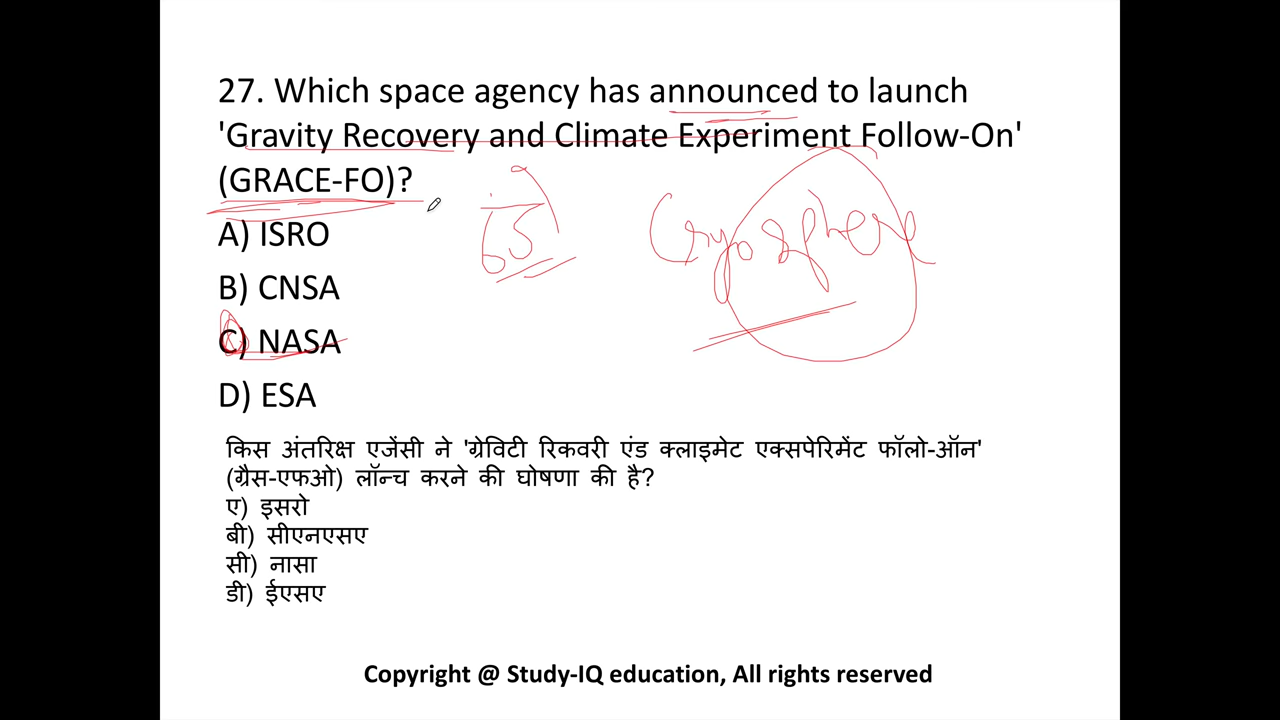 27. Which space agency has announced to launch
'Gravity Recovery and Climate Experiment Follow-On'
(GRACE-FO)?
Cryosphere
A) ISRO
B) CNSA
C) NASA
D) ESA
किस अंतरिक्ष एजेंसी ने 'ग्रेविटी रिकवरी एंड क्लाइमेट एक्सपेरिमेंट फॉलो-ऑन'
(ग्रैस-एफओ) लॉन्च करने की घोषणा की है?
ए) इसरो
बी) सीएनएसए
सी) नासा
डी) ईएसए
Copyright @ Study-IQ education, All rights reserved